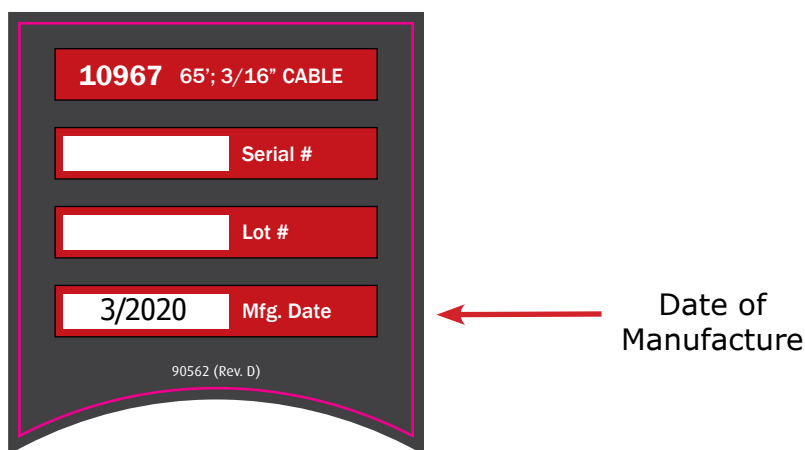 10967 65’; 3/16” CABLE
Serial #
Lot #
3/2020 Mfg. Date
Date of
Manufacture
90562 (Rev. D)